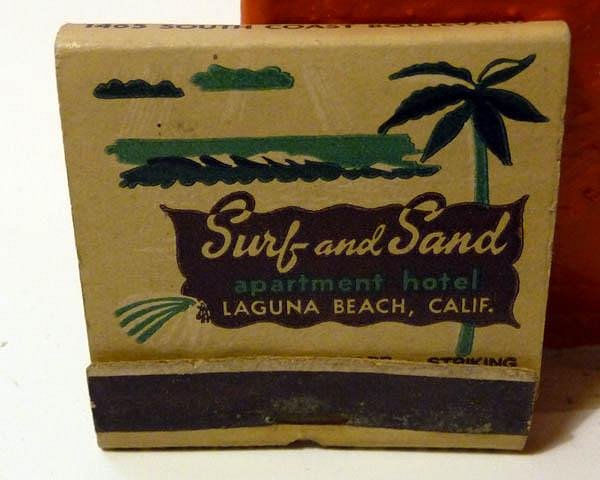 1465 SOUTH COAST BOULEVARD
Surf and Sand
apartment hotel
LAGUNA BEACH, CALIF.
STRIKING